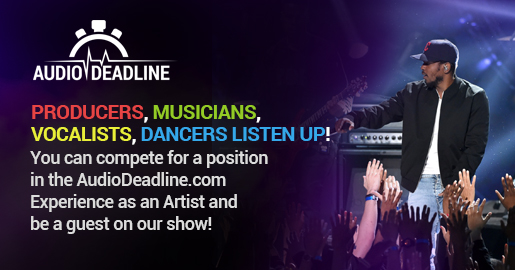 AUDIO DEADLINE
PRODUCERS, MUSICIANS,
VOCALISTS, DANCERS LISTEN UP!
You can compete for a position
in the AudioDeadline.com
Experience as an Artist and
be a guest on our show!